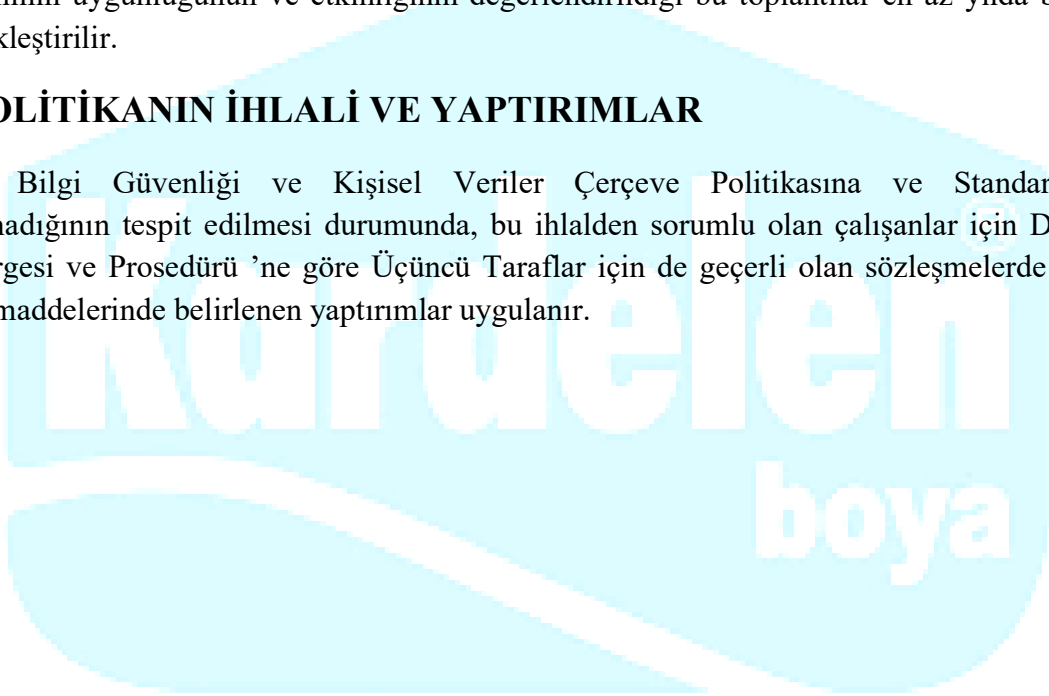 uygunluğunun ve etkinliğinin değerlendirildiği bu toplantılar en az yılda
kleştirilir.
OLİTİKANIN İHLALİ VE YAPTIRIMLAR
Bilgi Güvenliği ve Kişisel Veriler Çerçeve Politikasına ve Standar
nadığının tespit edilmesi durumunda, bu ihlalden sorumlu olan çalışanlar için D
rgesi ve Prosedürü ’ne göre Üçüncü Taraflar için de geçerli olan sözleşmelerde
maddelerinde belirlenen yaptırımlar uygulanır.
Kardelen®
boya